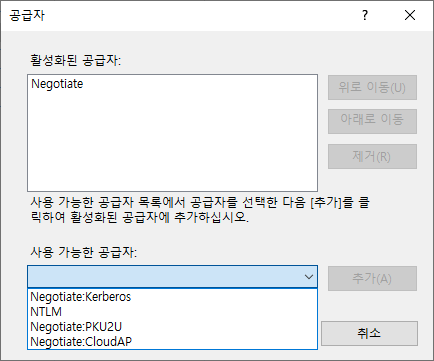 공급자
활성화된 공급자:
Negotiate
위로 이동(U)
아래로 이동
제거(R)
사용 가능한 공급자 목록에서 공급자를 선택한 다음 [추가]를 클
릭하여 활성화된 공급자에 추가하십시오.
사용 가능한 공급자:
추가(A)
Negotiate:Kerberos
NTLM
Negotiate:PKU2U
Negotiate:CloudAP
취소